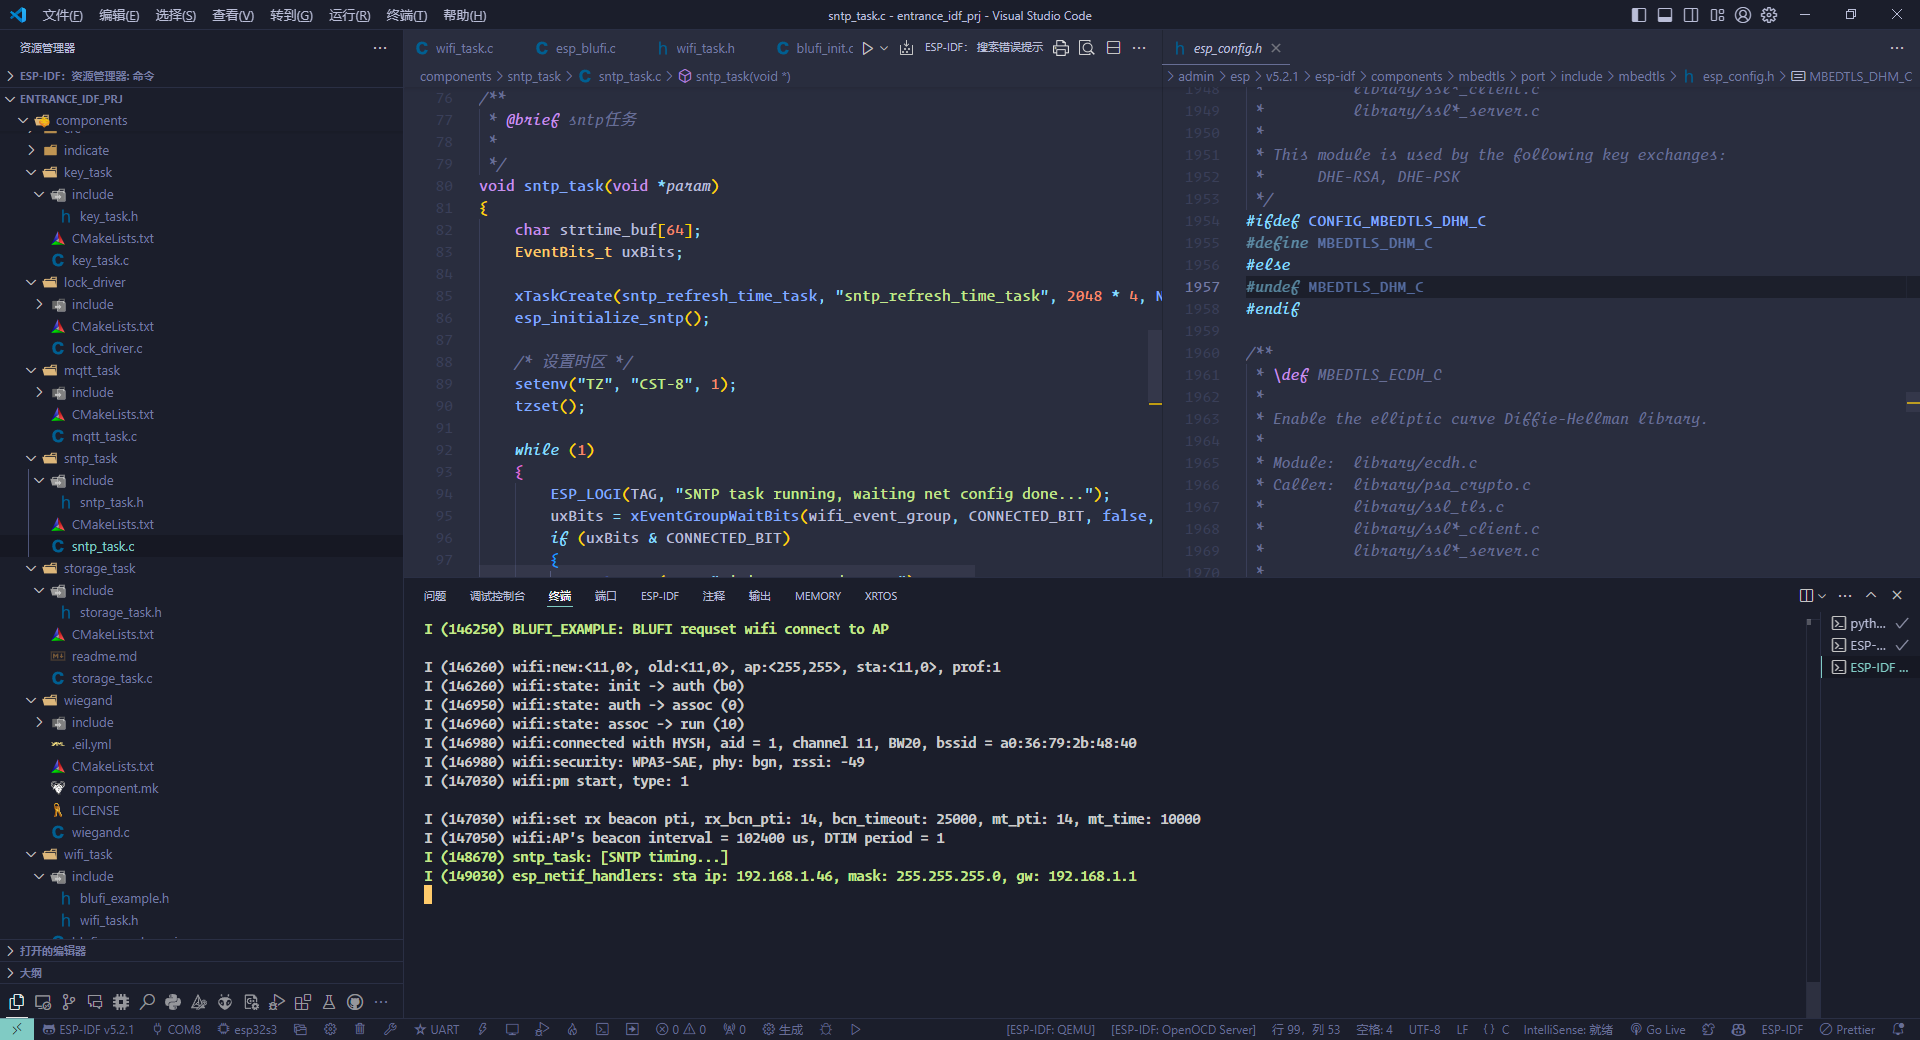 文件(F) 编辑(E) 选择(S) 查看(V) 转到(G) 运行(R) 终端(T) 帮助(H)
sntp_task.c - entrance_idf_prj - Visual Studio Code
资源管理器
ESP-IDF: 资源管理器: 命令
ENTRANCE_IDF_PRJ
components
indicate
key_task
include
key_task.h
CMakeLists.txt
key_task.c
lock_driver
include
CMakeLists.txt
lock_driver.c
mqtt_task
include
CMakeLists.txt
mqtt_task.c
sntp_task
include
sntp_task.h
CMakeLists.txt
sntp_task.c
storage_task
include
storage_task.h
CMakeLists.txt
readme.md
storage_task.c
wiegand
include
.eil.yml
CMakeLists.txt
component.mk
LICENSE
wiegand.c
wifi_task
include
blufi_example.h
wifi_task.h
打开的编辑器
大纲
wifi_task.c esp_blufi.c wifi_task.h blufi_init.c ESP-IDF: 搜索错误提示
components > sntp_task > sntp_task.c > sntp_task(void *)
76 /**
77 * @brief sntp任务
78 *
79 */
80 void sntp_task(void *param)
81 {
82 char strtime_buf[64];
83 EventBits_t uxBits;
84
85 xTaskCreate(sntp_refresh_time_task, "sntp_refresh_time_task", 2048 * 4, N
86 esp_initialize_sntp();
87
88 /* 设置时区 */
89 setenv("TZ", "CST-8", 1);
90 tzset();
91
92 while (1)
93 {
94 ESP_LOGI(TAG, "SNTP task running, waiting net config done...");
95 uxBits = xEventGroupWaitBits(wifi_event_group, CONNECTED_BIT, false,
96 if (uxBits & CONNECTED_BIT)
97 {
esp_config.h
> admin > esp > v5.2.1 > esp-idf > components > mbedtls > port > include > mbedtls > esp_config.h > MBEDTLS_DHM_C
1948 * library/ssl*_client.c
1949 * library/ssl*_server.c
1950 *
1951 * This module is used by the following key exchanges:
1952 * DHE-RSA, DHE-PSK
1953 */
1954 #ifdef CONFIG_MBEDTLS_DHM_C
1955 #define MBEDTLS_DHM_C
1956 #else
1957 #undef MBEDTLS_DHM_C
1958 #endif
1959
1960 /**
1961 * \def MBEDTLS_ECDH_C
1962 *
1963 * Enable the elliptic curve Diffie-Hellman library.
1964 *
1965 * Module: library/ecdh.c
1966 * Caller: library/psa_crypto.c
1967 * library/ssl_tls.c
1968 * library/ssl*_client.c
1969 * library/ssl*_server.c
1970 *
问题 调试控制台 终端 端口 ESP-IDF 注释 输出 MEMORY XRTOS
I (146250) BLUFI_EXAMPLE: BLUFI requset wifi connect to AP
I (146260) wifi:new:<11,0>, old:<11,0>, ap:<255,255>, sta:<11,0>, prof:1
I (146260) wifi:state: init -> auth (b0)
I (146950) wifi:state: auth -> assoc (0)
I (146960) wifi:state: assoc -> run (10)
I (146980) wifi:connected with HYSH, aid = 1, channel 11, BW20, bssid = a0:36:79:2b:48:40
I (146980) wifi:security: WPA3-SAE, phy: bgn, rssi: -49
I (147030) wifi:pm start, type: 1
I (147030) wifi:set rx beacon pti, rx_bcn_pti: 14, bcn_timeout: 25000, mt_pti: 14, mt_time: 10000
I (147050) wifi:AP's beacon interval = 102400 us, DTIM period = 1
I (148670) sntp_task: [SNTP timing...]
I (149030) esp_netif_handlers: sta ip: 192.168.1.46, mask: 255.255.255.0, gw: 192.168.1.1
pyth...
ESP-...
ESP-IDF ...
ESP-IDF v5.2.1 COM8 esp32s3 UART 0 0 0 生成 [ESP-IDF: QEMU] [ESP-IDF: OpenOCD Server] 行 99, 列 53 空格: 4 UTF-8 LF {} C IntelliSense: 就绪 Go Live ESP-IDF Prettier